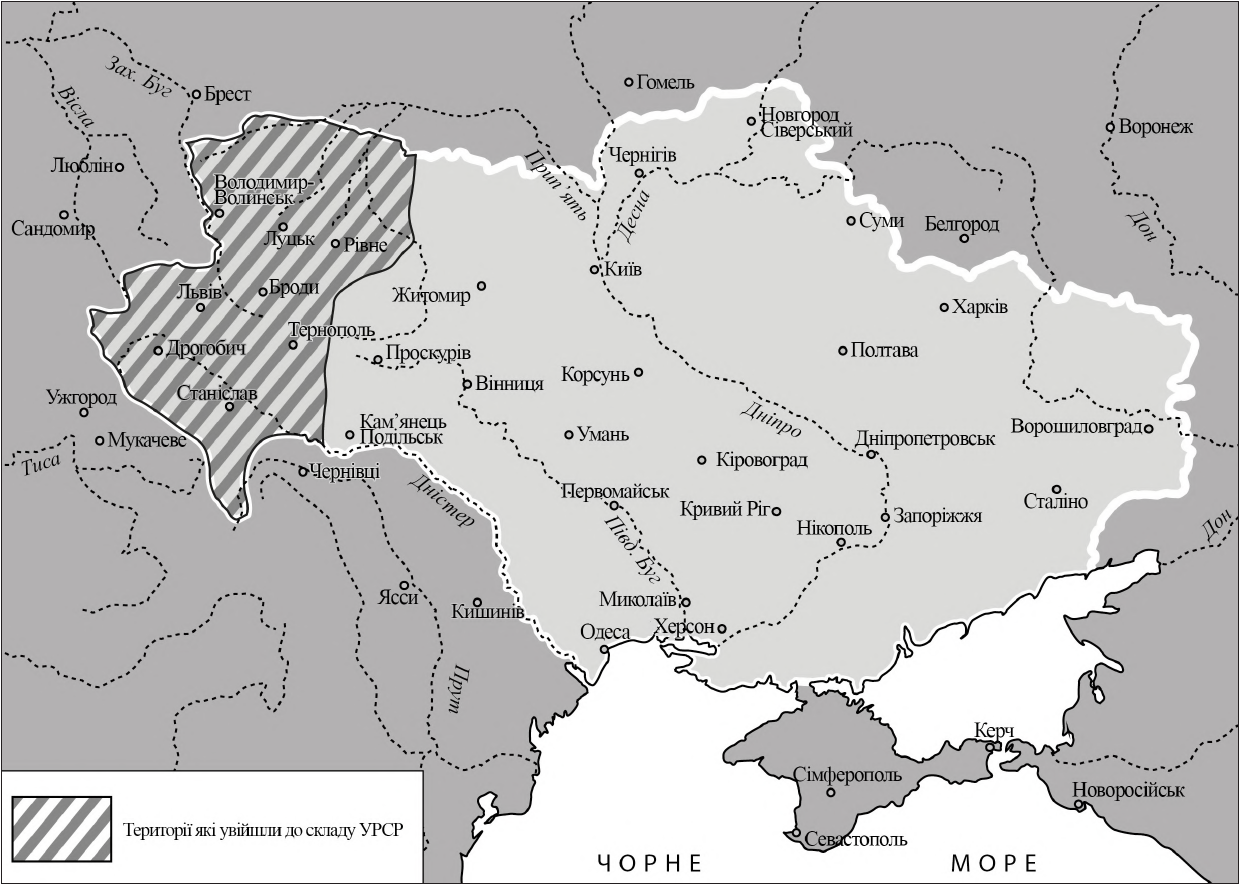 Гомель
Зах. Буг
Брест
Вісла
Новгород
Сіверський
Воронеж
Чернігів
Прип'ять
Люблін
Володимир-
Волинськ
Десна
Сандомир
Луцьк
Рівне
Суми
Белгород
Дон
Київ
Львів
Броди
Житомир
Харків
Тернополь
Дрогобич
Проскурів
Полтава
Вінниця
Корсунь
Ужгород
Станіслав
Дніпро
Мукачеве
Кам'янець
Подільськ
Умань
Ворошиловград
Дніпропетровськ
Тиса
Чернівці
Кіровоград
Дністер
Первомайськ
Кривий Ріг
Сталіно
Нікополь
Запоріжжя
Дон
Півд. Буг
Ясси
Кишинів
Миколаїв
Херсон
Одеса
Прут
Керч
Сімферополь
Новоросійськ
Севастополь
Території які увійшли до складу УРСР
ЧОРНЕ МОРЕ